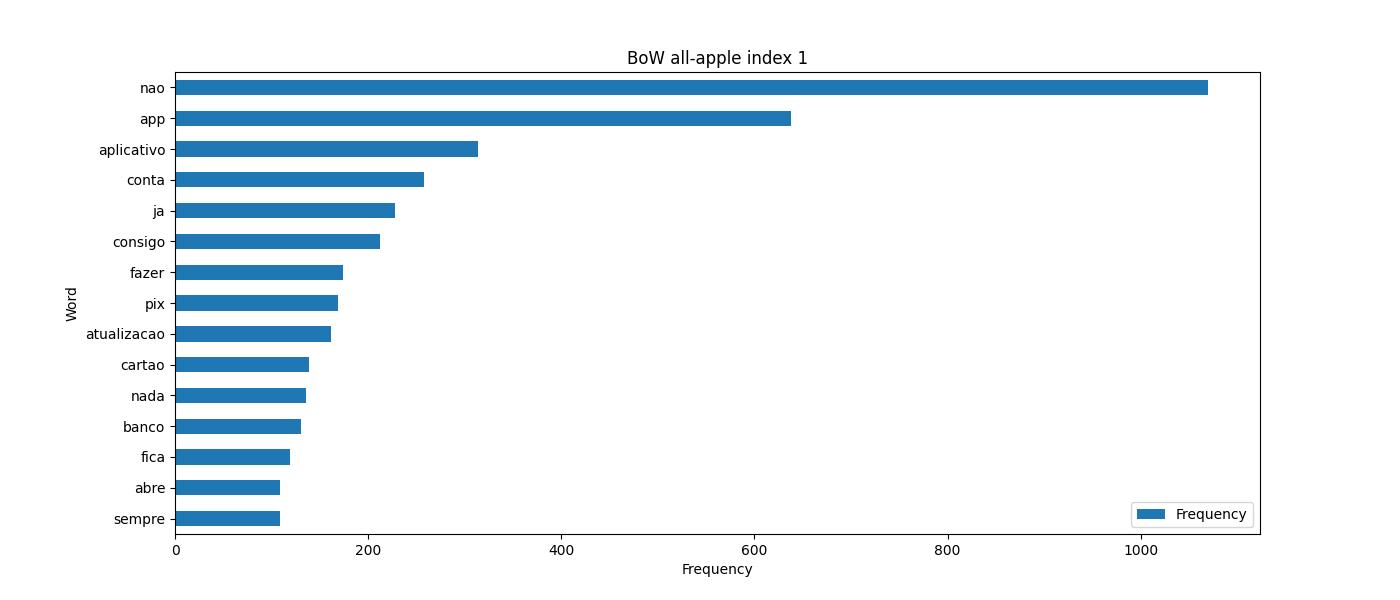 BoW all-apple index 1
nao
app
aplicativo
conta
ja
consigo
fazer
pix
atualizacao
cartao
nada
banco
fica
abre
sempre
Word
0 200 400 600 800 1000
Frequency
Frequency